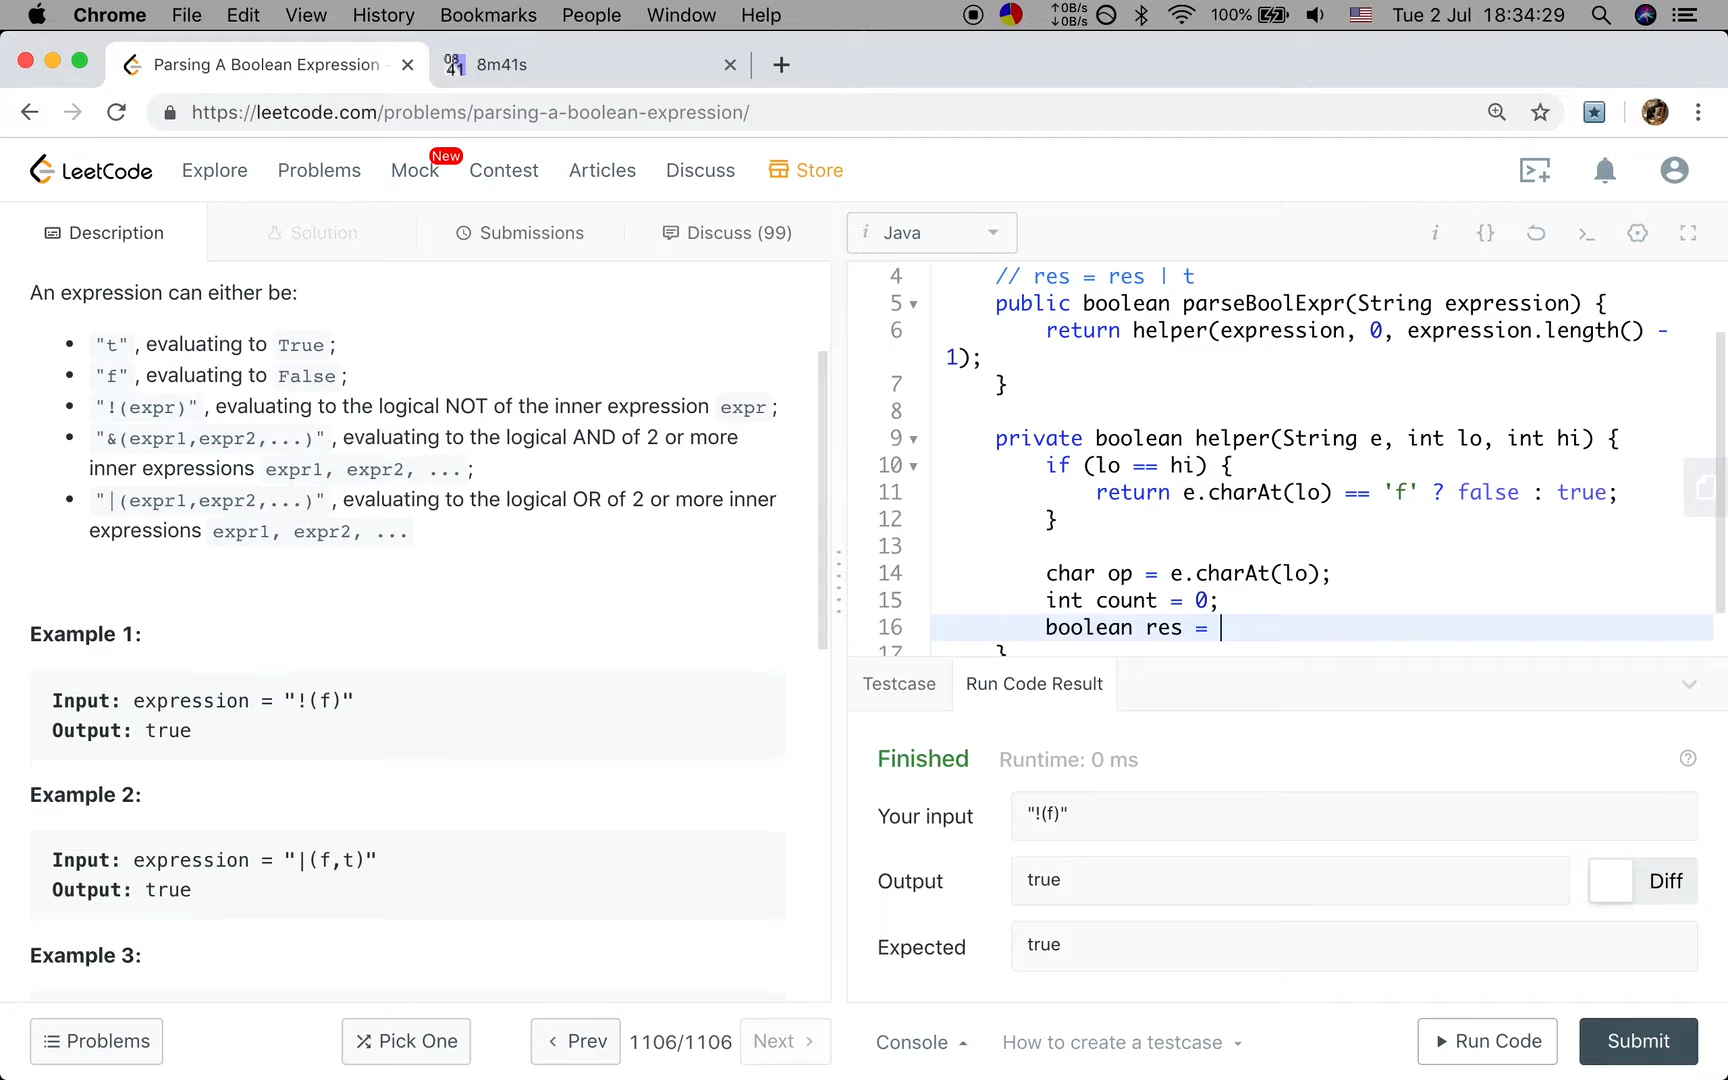 Chrome File Edit View History Bookmarks People Window Help ↑0B/s ↓0B/s 100% Tue 2 Jul 18:34:29
Parsing A Boolean Expression - 08 41 8m41s
https://leetcode.com/problems/parsing-a-boolean-expression/
LeetCode Explore Problems Mock New Contest Articles Discuss Store
Description Solution Submissions Discuss (99)
An expression can either be:
"t", evaluating to True;
"f", evaluating to False;
"!(expr)", evaluating to the logical NOT of the inner expression expr;
"&(expr1,expr2,...)", evaluating to the logical AND of 2 or more
inner expressions expr1, expr2, ...;
"|(expr1,expr2,...)", evaluating to the logical OR of 2 or more inner
expressions expr1, expr2, ...
Example 1:
Input: expression = "!(f)"
Output: true
Example 2:
Input: expression = "|(f,t)"
Output: true
Example 3:
Problems Pick One Prev 1106/1106 Next
i Java i {} >_
4 // res = res | t
5 public boolean parseBoolExpr(String expression) {
6 return helper(expression, 0, expression.length() -
1);
7 }
8
9 private boolean helper(String e, int lo, int hi) {
10 if (lo == hi) {
11 return e.charAt(lo) == 'f' ? false : true;
12 }
13
14 char op = e.charAt(lo);
15 int count = 0;
16 boolean res =
17 }
Testcase Run Code Result
Finished Runtime: 0 ms
Your input "!(f)"
Output true Diff
Expected true
Console How to create a testcase Run Code Submit